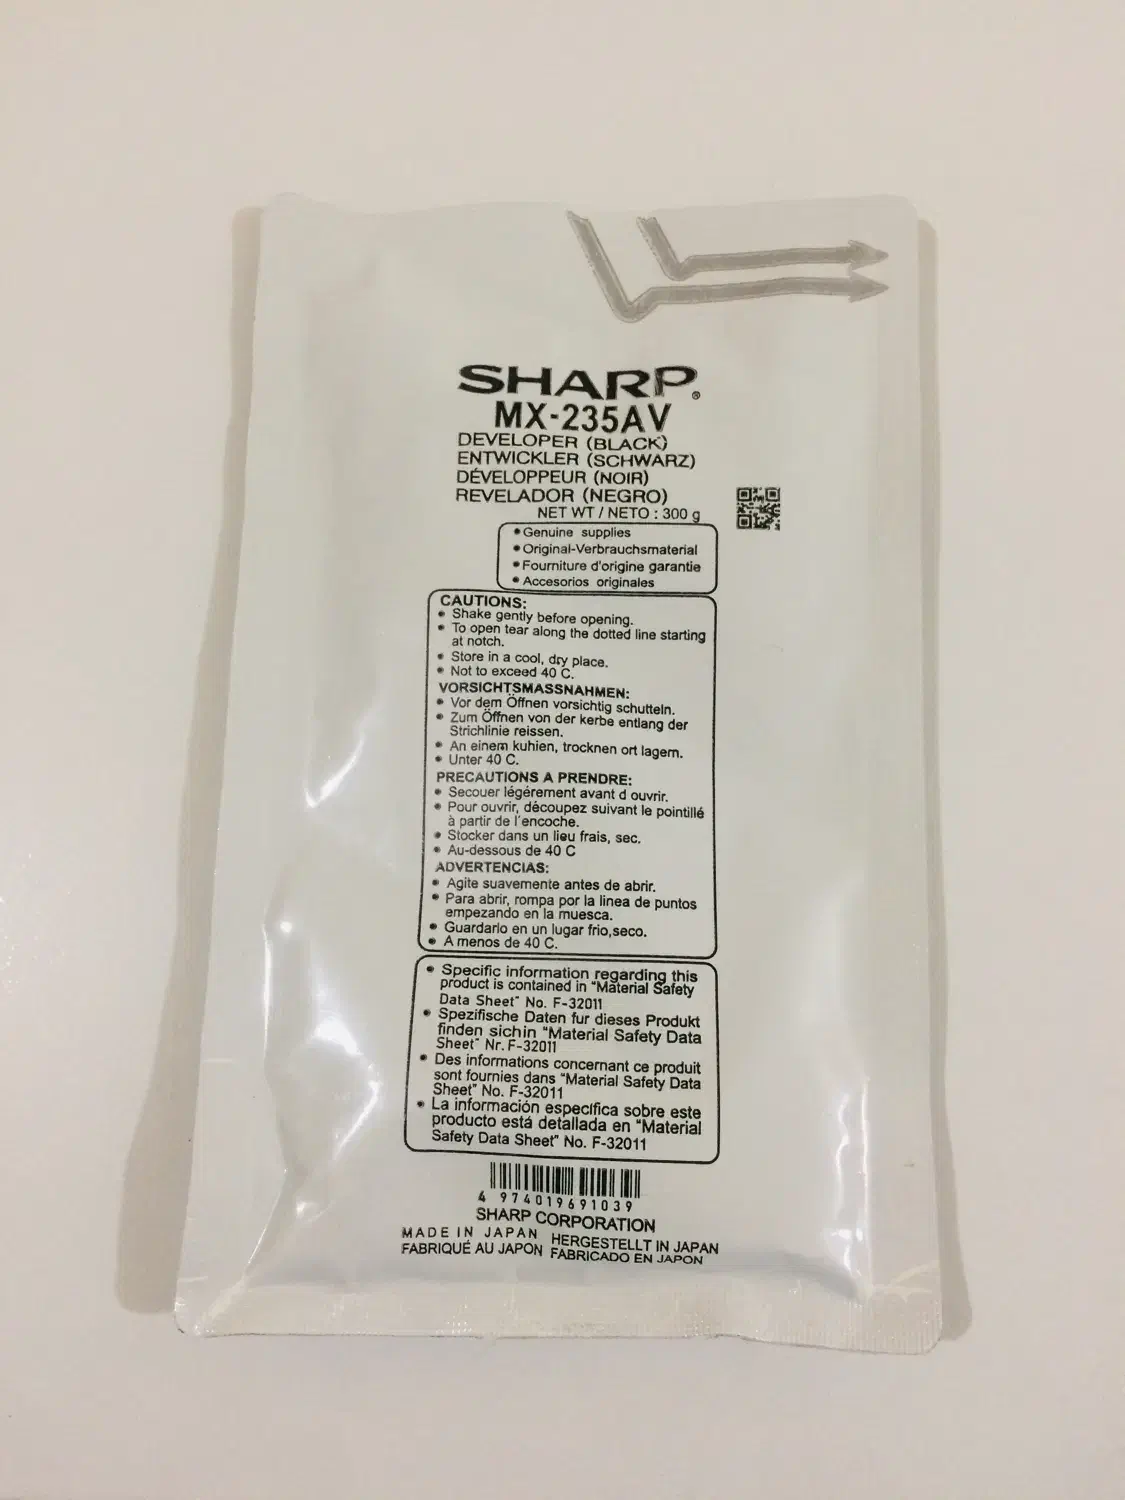 SHARP®
MX-235AV
DEVELOPER (BLACK)
ENTWICKLER (SCHWARZ)
DÉVELOPPEUR (NOIR)
REVELADOR (NEGRO)
NET WT / NETO : 300 g
• Genuine supplies
• Original-Verbrauchsmaterial
• Fourniture d'origine garantie
• Accesorios originales
CAUTIONS:
• Shake gently before opening.
• To open tear along the dotted line starting
at notch.
• Store in a cool, dry place.
• Not to exceed 40 C.
VORSICHTSMASSNAHMEN:
• Vor dem Öffnen vorsichtig schutteln.
• Zum Öffnen von der kerbe entlang der
Strichlinie reissen.
• An einem kuhien, trocknen ort lagern.
• Unter 40 C.
PRECAUTIONS A PRENDRE:
• Secouer légérement avant d ouvrir.
• Pour ouvrir, découpez suivant le pointillé
à partir de l'encoche.
• Stocker dans un lieu frais, sec.
• Au-dessous de 40 C
ADVERTENCIAS:
• Agite suavemente antes de abrir.
• Para abrir, rompa por la linea de puntos
empezando en la muesca.
• Guardarlo en un lugar frio,seco.
• A menos de 40 C.
• Specific information regarding this
product is contained in "Material Safety
Data Sheet" No. F-32011
• Spezifische Daten fur dieses Produkt
finden sichin "Material Safety Data
Sheet" Nr. F-32011
• Des informations concernant ce produit
sont fournies dans "Material Safety Data
Sheet" No. F-32011
• La información especifica sobre este
producto está detallada en "Material
Safety Data Sheet" No. F-32011
4 974019691039
SHARP CORPORATION
MADE IN JAPAN HERGESTELLT IN JAPAN
FABRIQUÉ AU JAPON FABRICADO EN JAPON